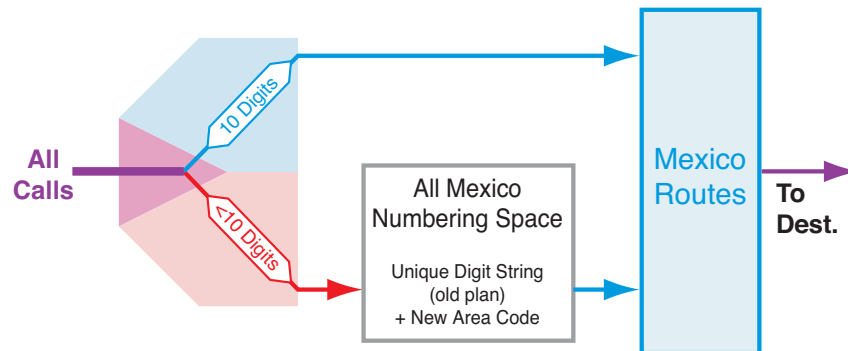 All
Calls
10 Digits
<10 Digits
All Mexico
Numbering Space
Unique Digit String
(old plan)
+ New Area Code
Mexico
Routes
To
Dest.